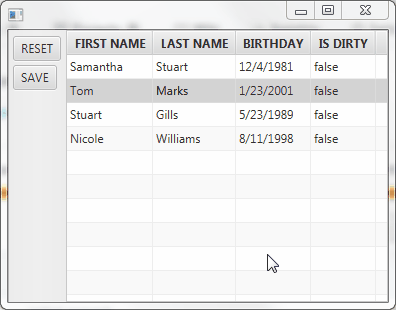 RESET
SAVE
FIRST NAME LAST NAME BIRTHDAY IS DIRTY
Samantha Stuart 12/4/1981 false
Tom Marks 1/23/2001 false
Stuart Gills 5/23/1989 false
Nicole Williams 8/11/1998 false